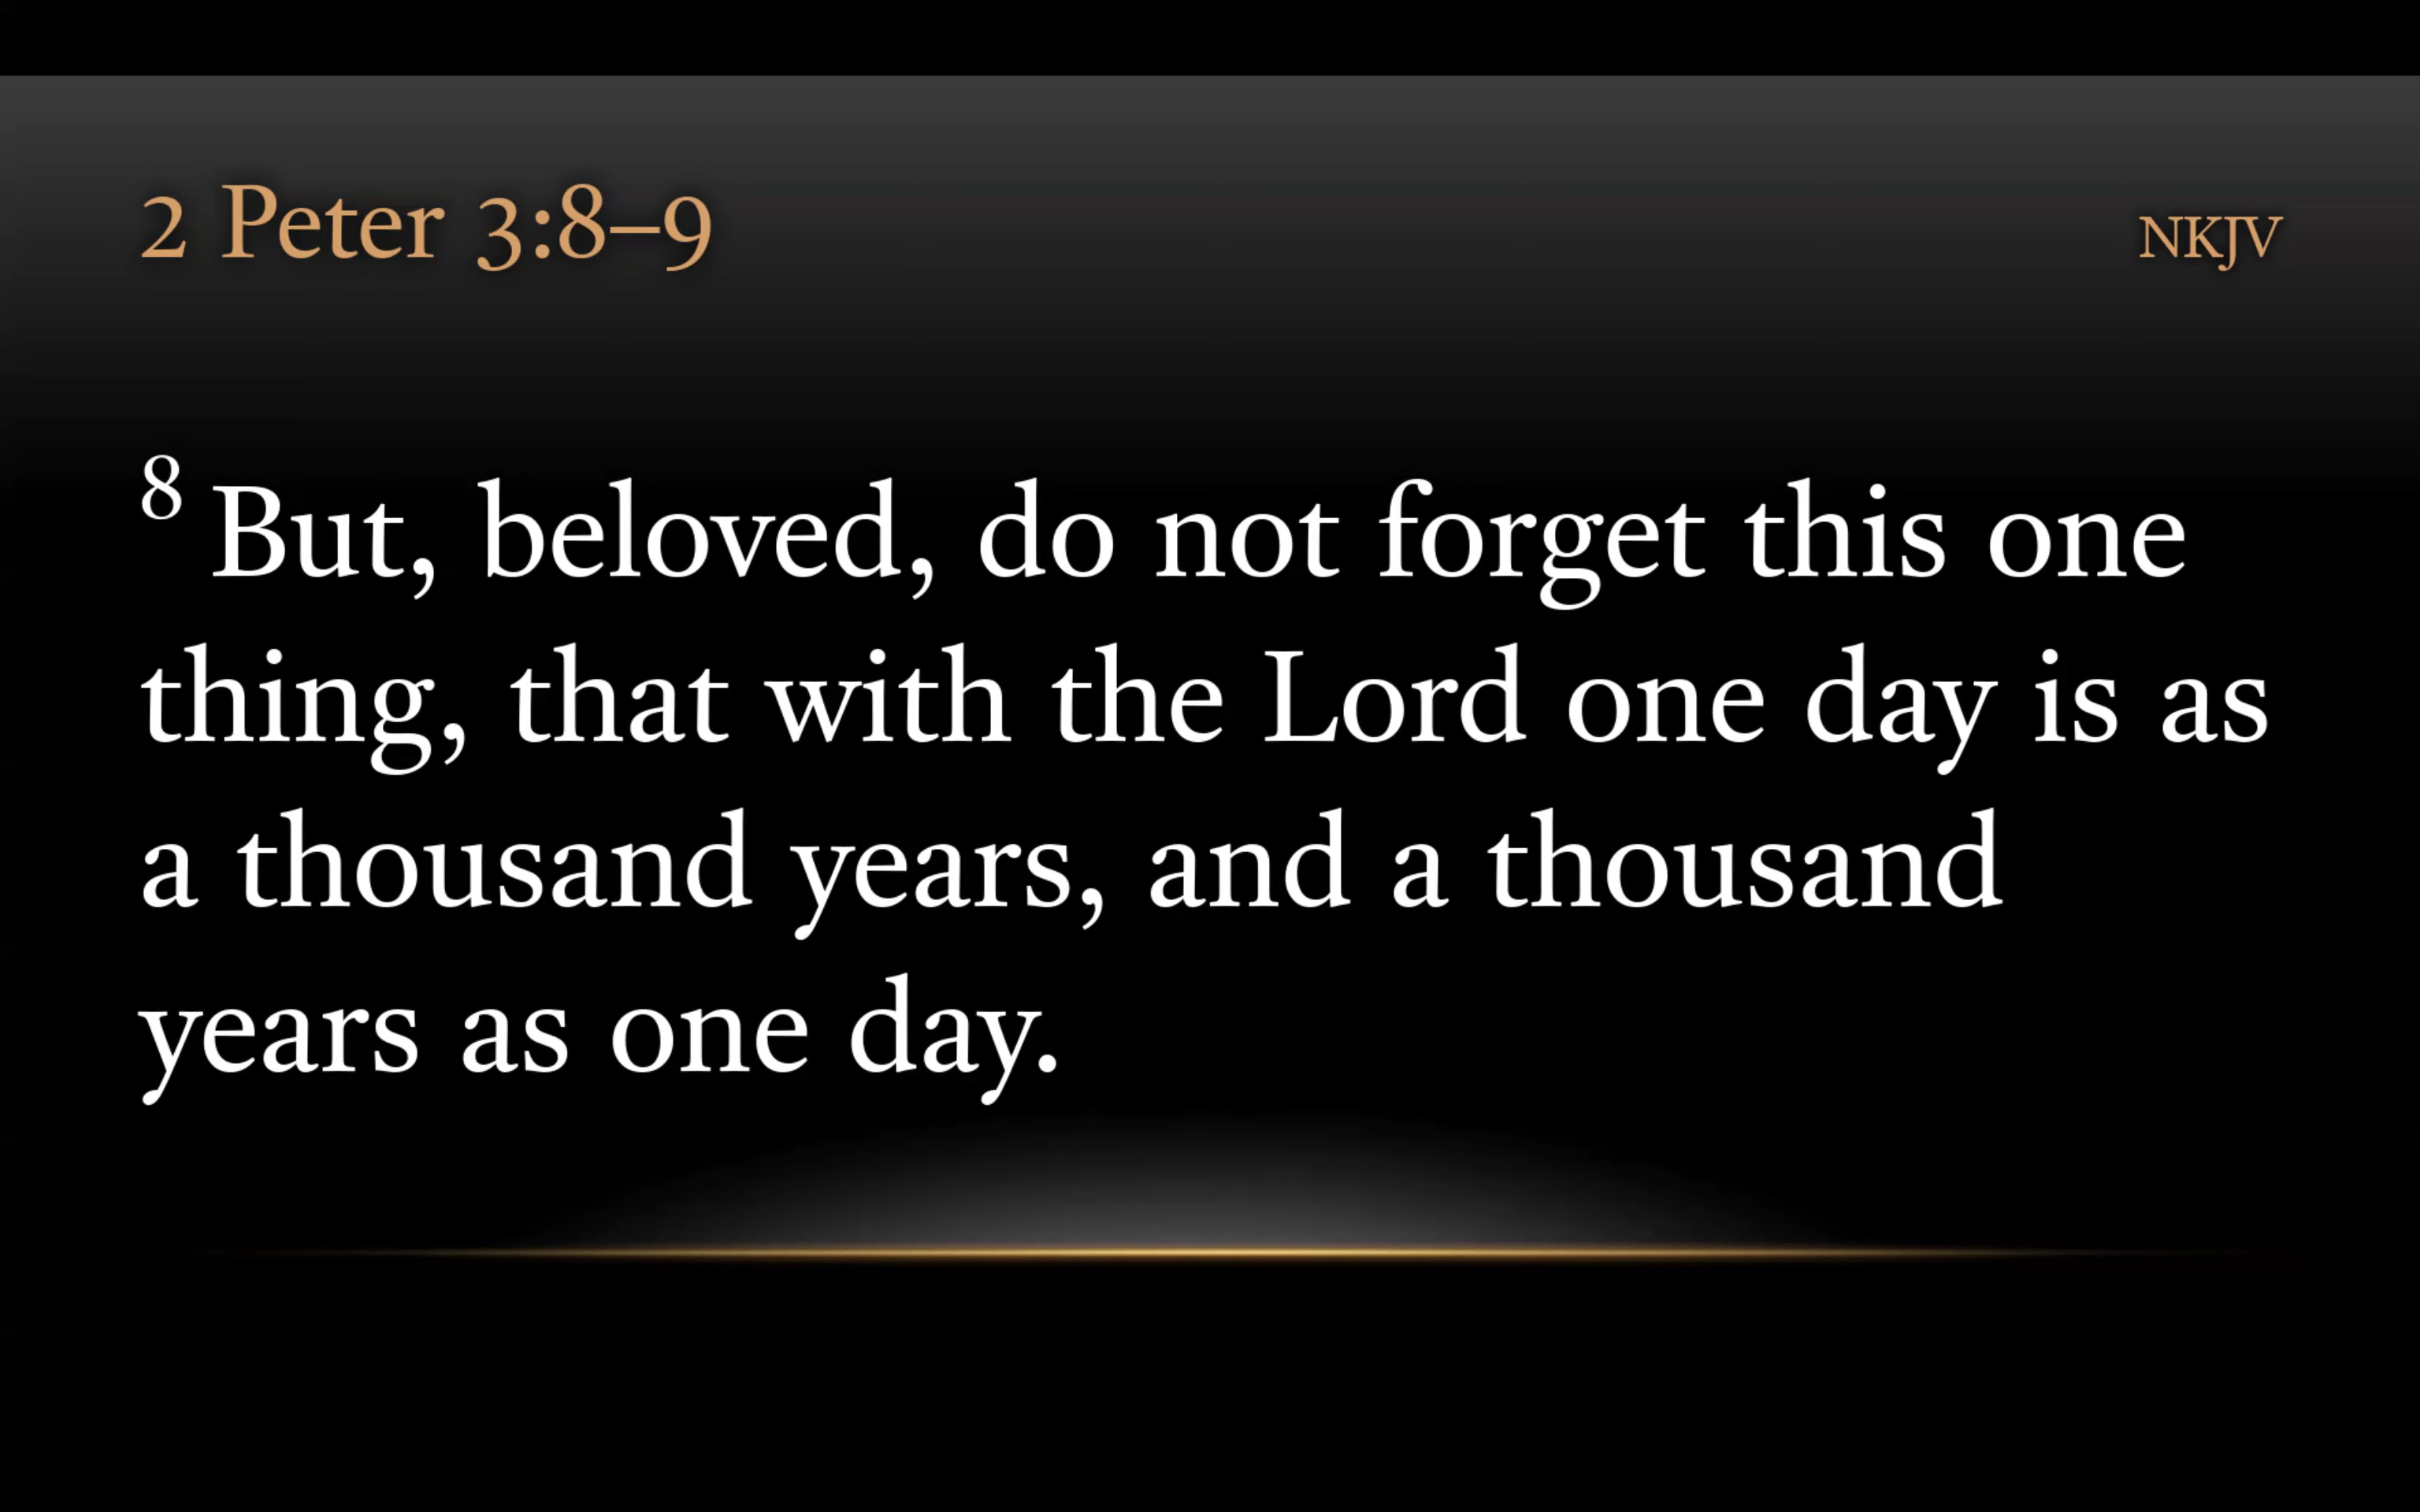 2 Peter 3:8–9
NKJV
8 But, beloved, do not forget this one
thing, that with the Lord one day is as
a thousand years, and a thousand
years as one day.